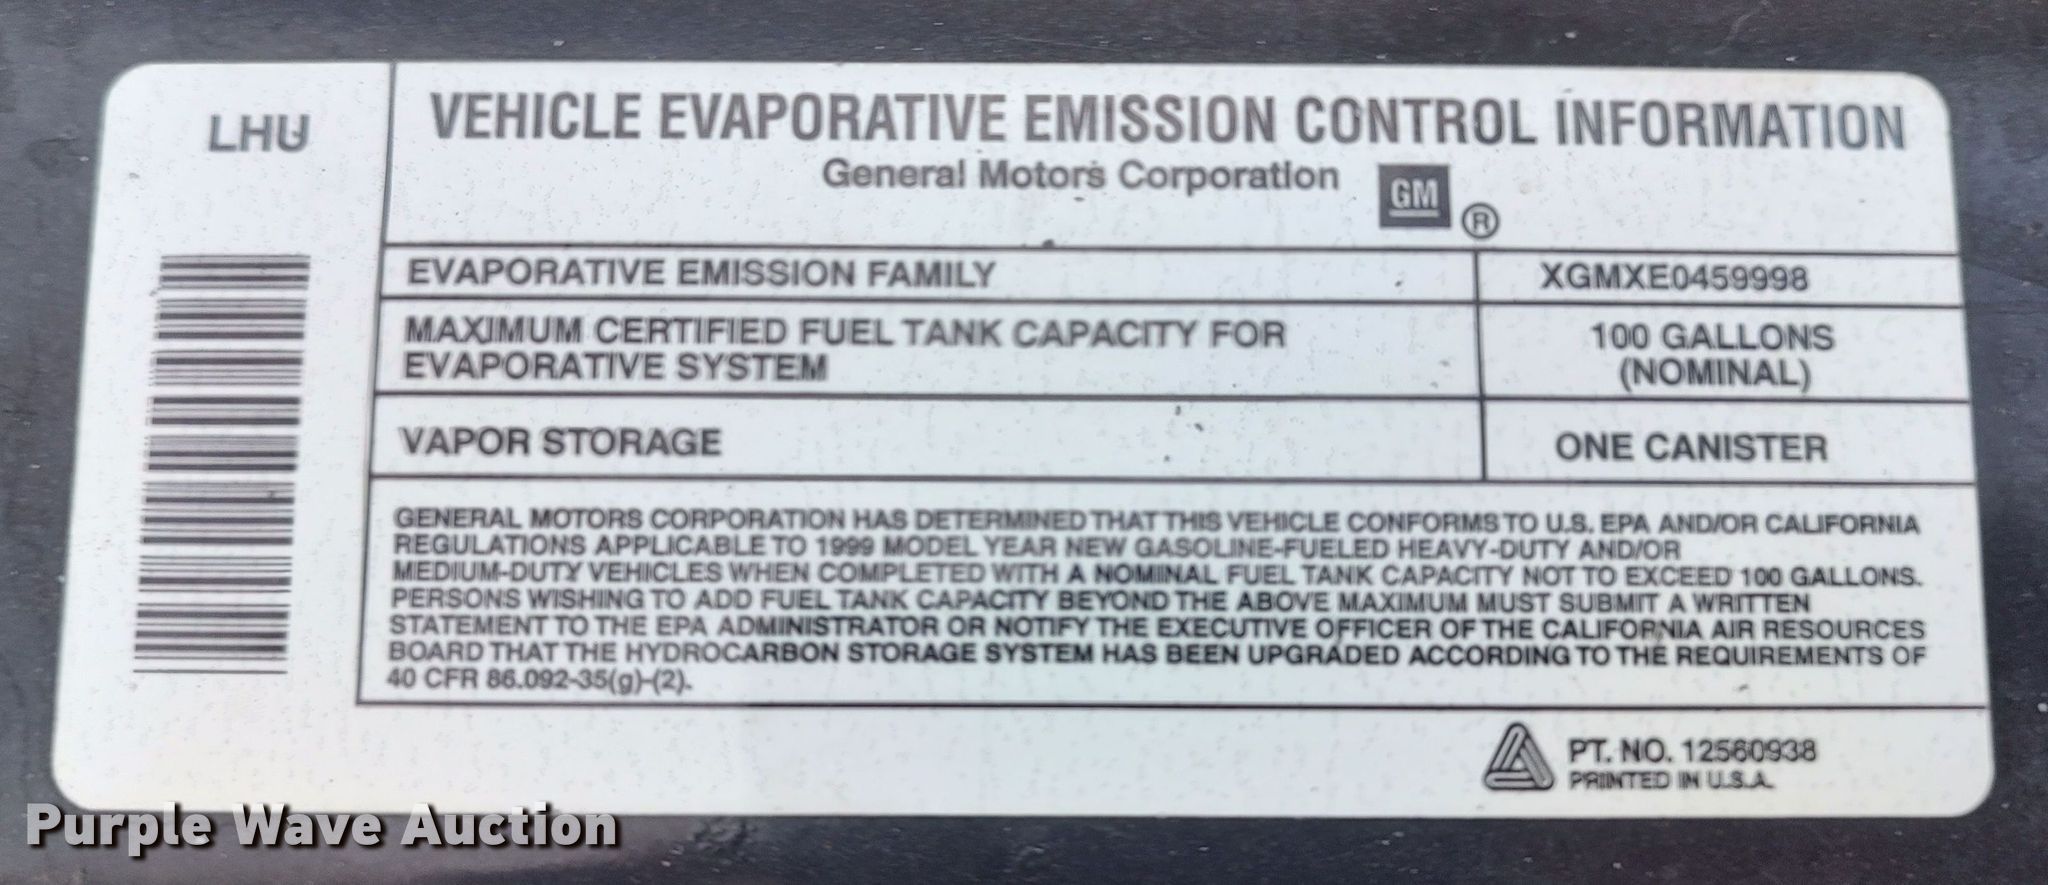 LHU
VEHICLE EVAPORATIVE EMISSION CONTROL INFORMATION
General Motors Corporation
GM
®
EVAPORATIVE EMISSION FAMILY
XGMXE0459998
MAXIMUM CERTIFIED FUEL TANK CAPACITY FOR
EVAPORATIVE SYSTEM
100 GALLONS
(NOMINAL)
VAPOR STORAGE
ONE CANISTER
GENERAL MOTORS CORPORATION HAS DETERMINED THAT THIS VEHICLE CONFORMS TO U.S. EPA AND/OR CALIFORNIA
REGULATIONS APPLICABLE TO 1999 MODEL YEAR NEW GASOLINE-FUELED HEAVY-DUTY AND/OR
MEDIUM-DUTY VEHICLES WHEN COMPLETED WITH A NOMINAL FUEL TANK CAPACITY NOT TO EXCEED 100 GALLONS.
PERSONS WISHING TO ADD FUEL TANK CAPACITY BEYOND THE ABOVE MAXIMUM MUST SUBMIT A WRITTEN
STATEMENT TO THE EPA ADMINISTRATOR OR NOTIFY THE EXECUTIVE OFFICER OF THE CALIFORNIA AIR RESOURCES
BOARD THAT THE HYDROCARBON STORAGE SYSTEM HAS BEEN UPGRADED ACCORDING TO THE REQUIREMENTS OF
40 CFR 86.092-35(g)-(2).
PT. NO. 12560938
PRINTED IN U.S.A.
Purple Wave Auction